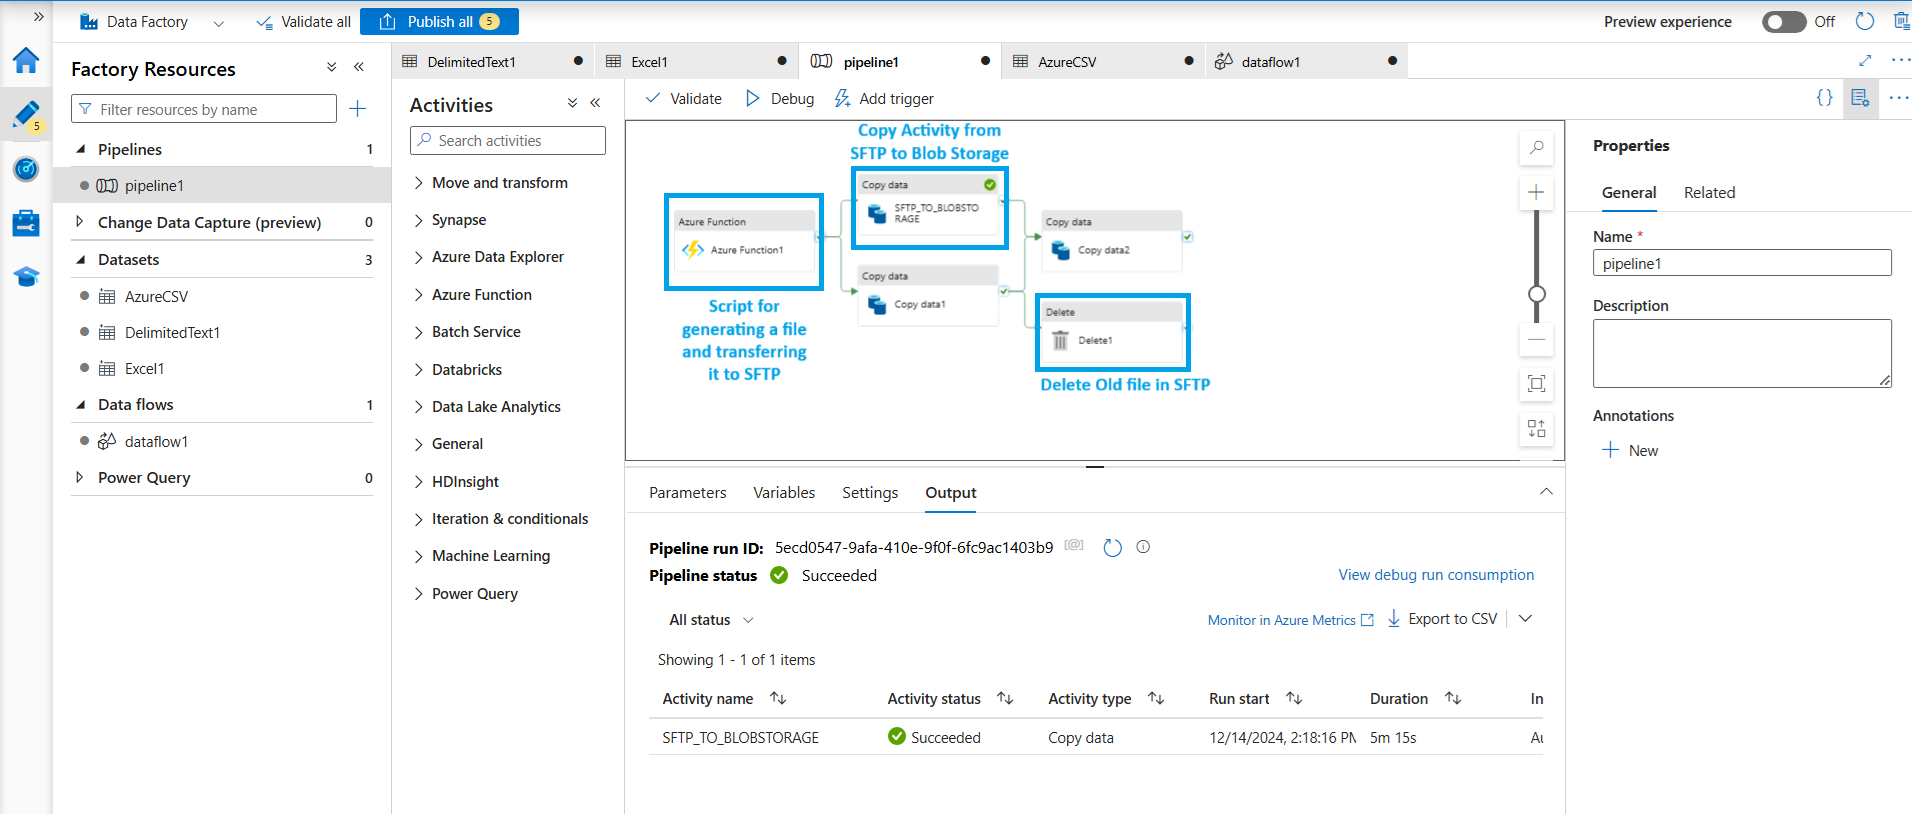 Data Factory
Validate all
Publish all 5
Preview experience
Off
5
Factory Resources
Filter resources by name
Pipelines 1
pipeline1
Change Data Capture (preview) 0
Datasets 3
AzureCSV
DelimitedText1
Excel1
Data flows 1
dataflow1
Power Query 0
DelimitedText1
Excel1
pipeline1
AzureCSV
dataflow1
Activities
Search activities
Move and transform
Synapse
Azure Data Explorer
Azure Function
Batch Service
Databricks
Data Lake Analytics
General
HDInsight
Iteration & conditionals
Machine Learning
Power Query
Validate
Debug
Add trigger
{}
Copy Activity from
SFTP to Blob Storage
Copy data
SFTP_TO_BLOBSTO
RAGE
Azure Function
Azure Function1
Script for
generating a file
and transferring
it to SFTP
Copy data
Copy data1
Copy data
Copy data2
Delete
Delete1
Delete Old file in SFTP
Parameters
Variables
Settings
Output
Pipeline run ID: 5ecd0547-9afa-410e-9f0f-6fc9ac1403b9 [@]
Pipeline status Succeeded
View debug run consumption
All status
Monitor in Azure Metrics
Export to CSV
Showing 1 - 1 of 1 items
Activity name Activity status Activity type Run start Duration In
SFTP_TO_BLOBSTORAGE Succeeded Copy data 12/14/2024, 2:18:16 PM 5m 15s
Properties
General
Related
Name *
pipeline1
Description
Annotations
New